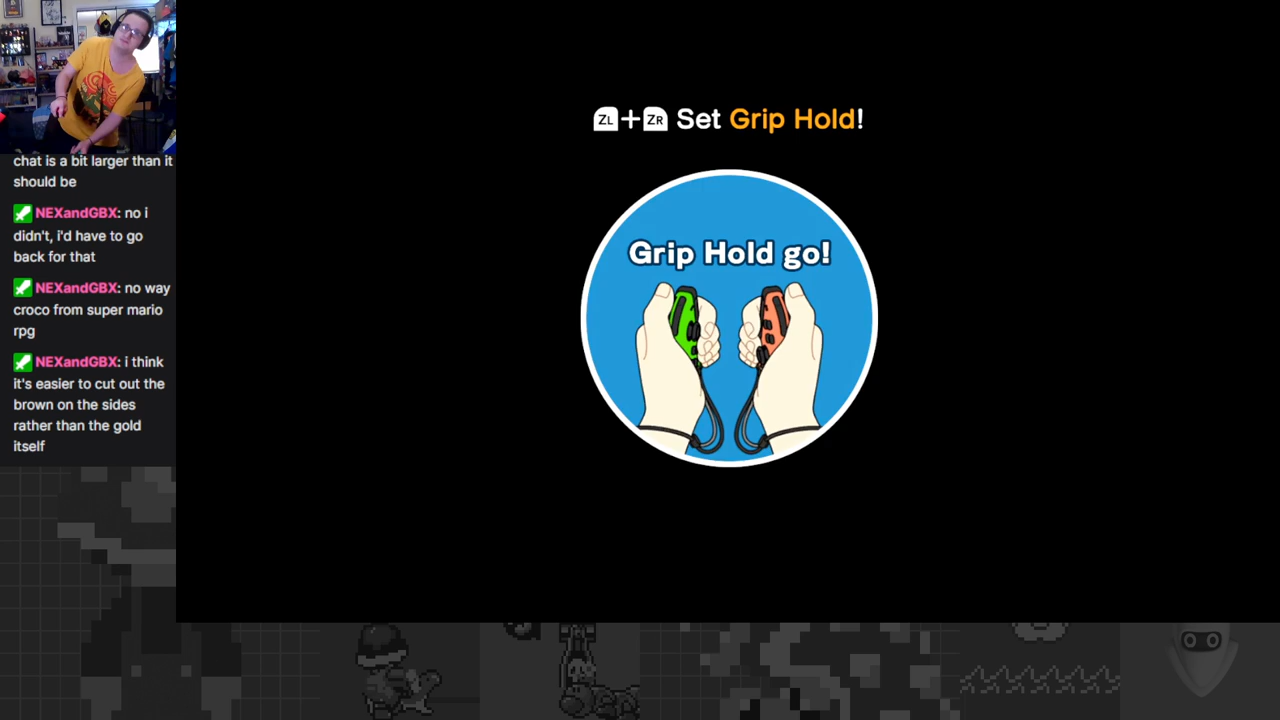 chat is a bit larger than it
should be
NEXandGBX: no i
didn't, i'd have to go
back for that
NEXandGBX: no way
croco from super mario
rpg
NEXandGBX: i think
it's easier to cut out the
brown on the sides
rather than the gold
itself
ZL+ZR Set Grip Hold!
Grip Hold go!